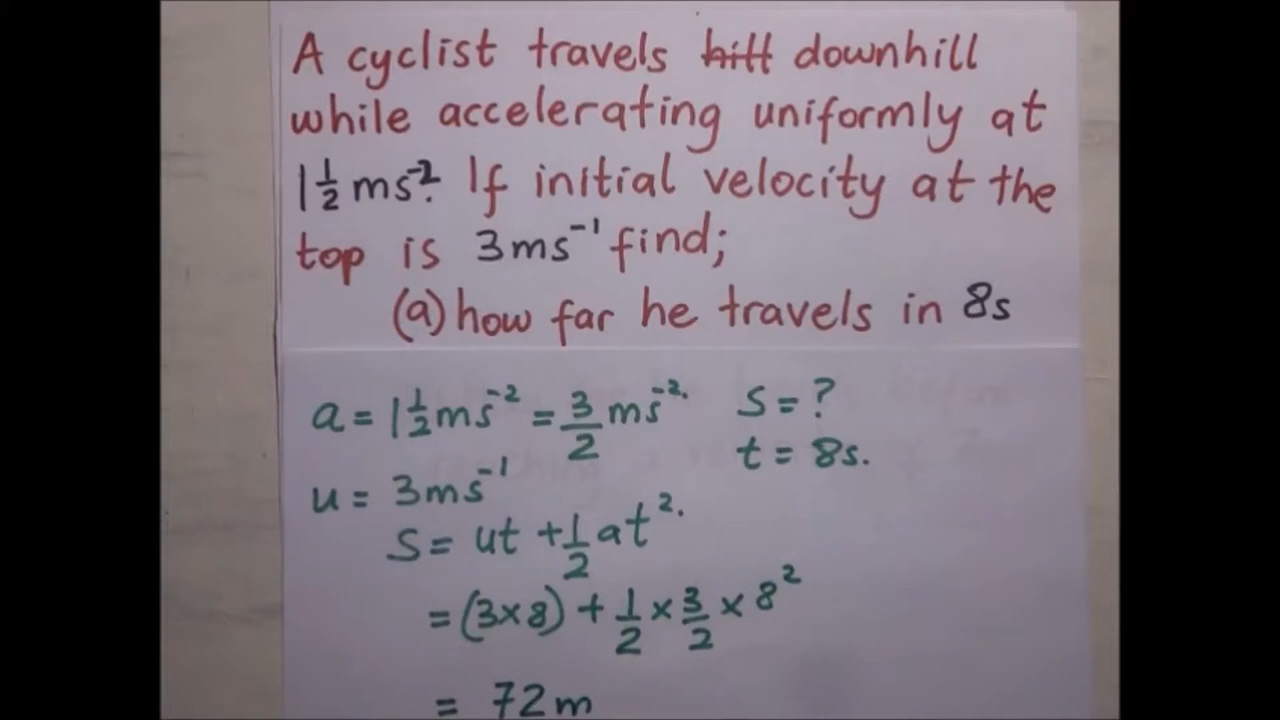 A cyclist travels hill downhill
while accelerating uniformly at
1½ ms⁻². If initial velocity at the
top is 3ms⁻¹ find;
(a) how far he travels in 8s
a = 1½ ms⁻² = 3/2 ms⁻². S = ?
t = 8s.
u = 3ms⁻¹
S = ut + 1/2 at².
= (3×8) + 1/2 × 3/2 × 8²
= 72m